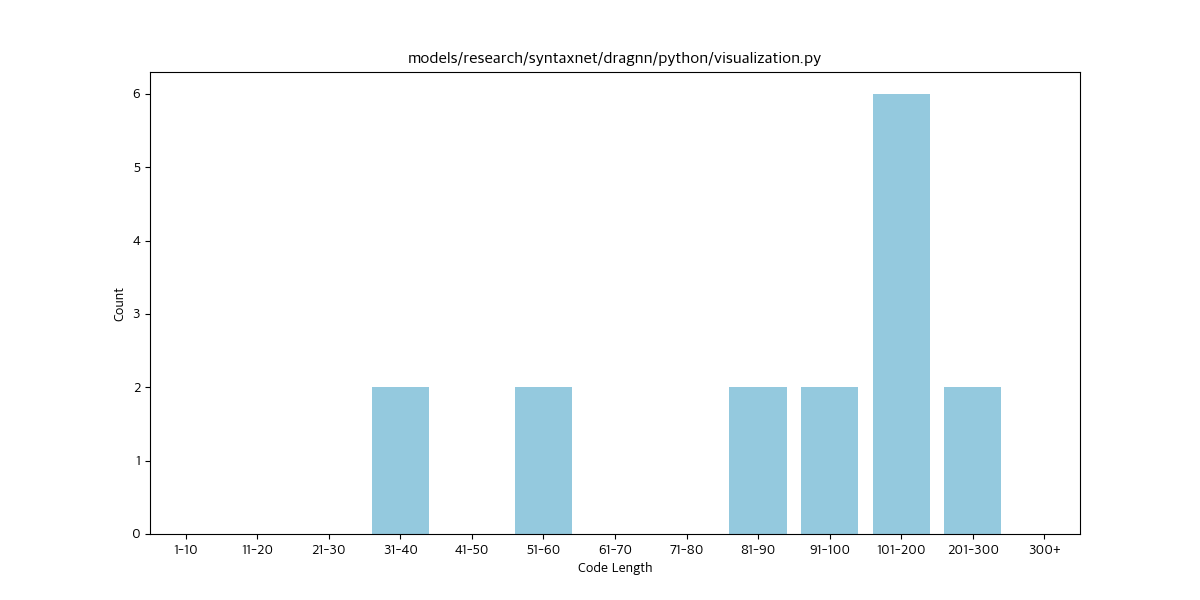 models/research/syntaxnet/dragnn/python/visualization.py
6
5
4
3
2
1
0
Count
1-10 11-20 21-30 31-40 41-50 51-60 61-70 71-80 81-90 91-100 101-200 201-300 300+
Code Length